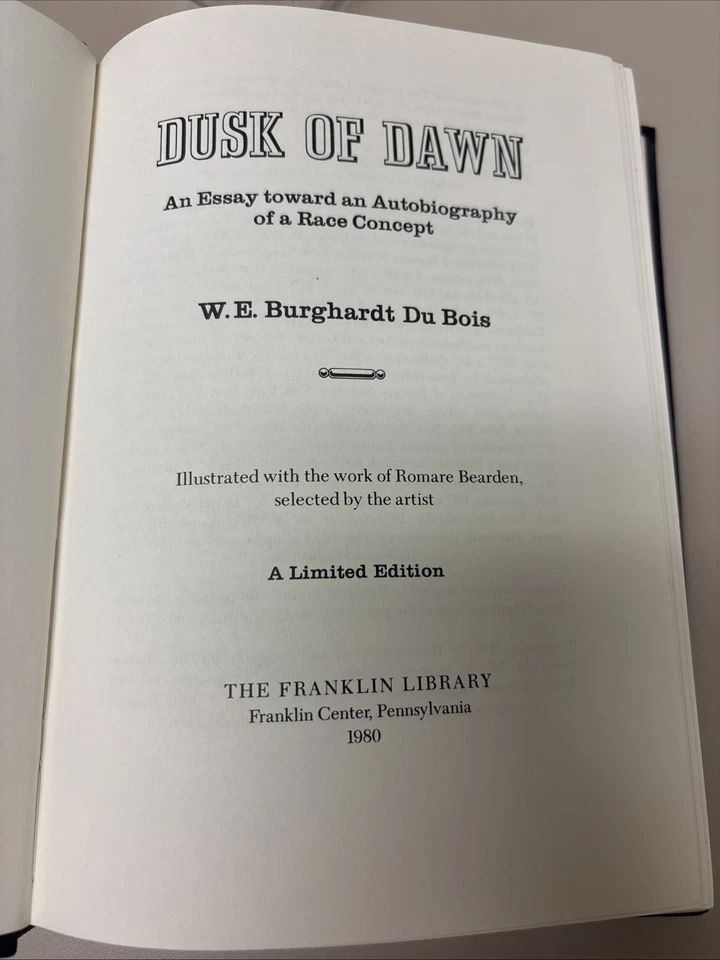 DUSK OF DAWN
An Essay toward an Autobiography
of a Race Concept
W. E. Burghardt Du Bois
Illustrated with the work of Romare Bearden,
selected by the artist
A Limited Edition
THE FRANKLIN LIBRARY
Franklin Center, Pennsylvania
1980